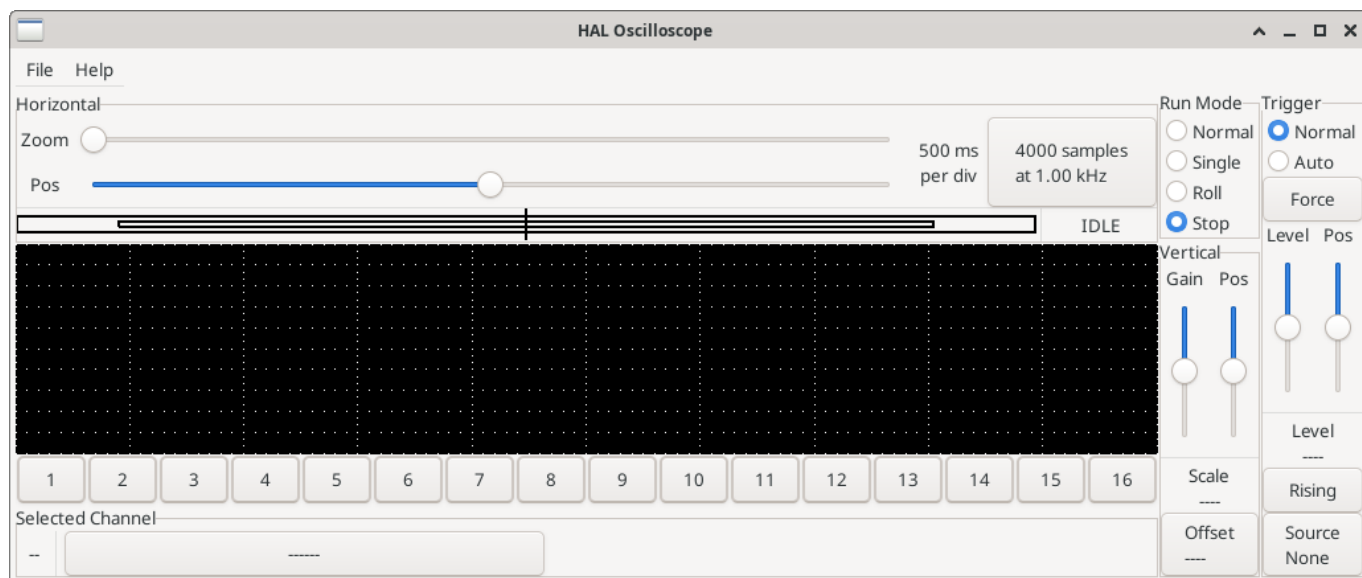 HAL Oscilloscope
File Help
Horizontal
Zoom
Pos
500 ms
per div
4000 samples
at 1.00 kHz
IDLE
Run Mode
Normal
Single
Roll
Stop
Trigger
Normal
Auto
Force
Level Pos
Vertical
Gain Pos
Level
----
Rising
Source
None
Scale
----
Offset
----
1 2 3 4 5 6 7 8 9 10 11 12 13 14 15 16
Selected Channel
-- ------